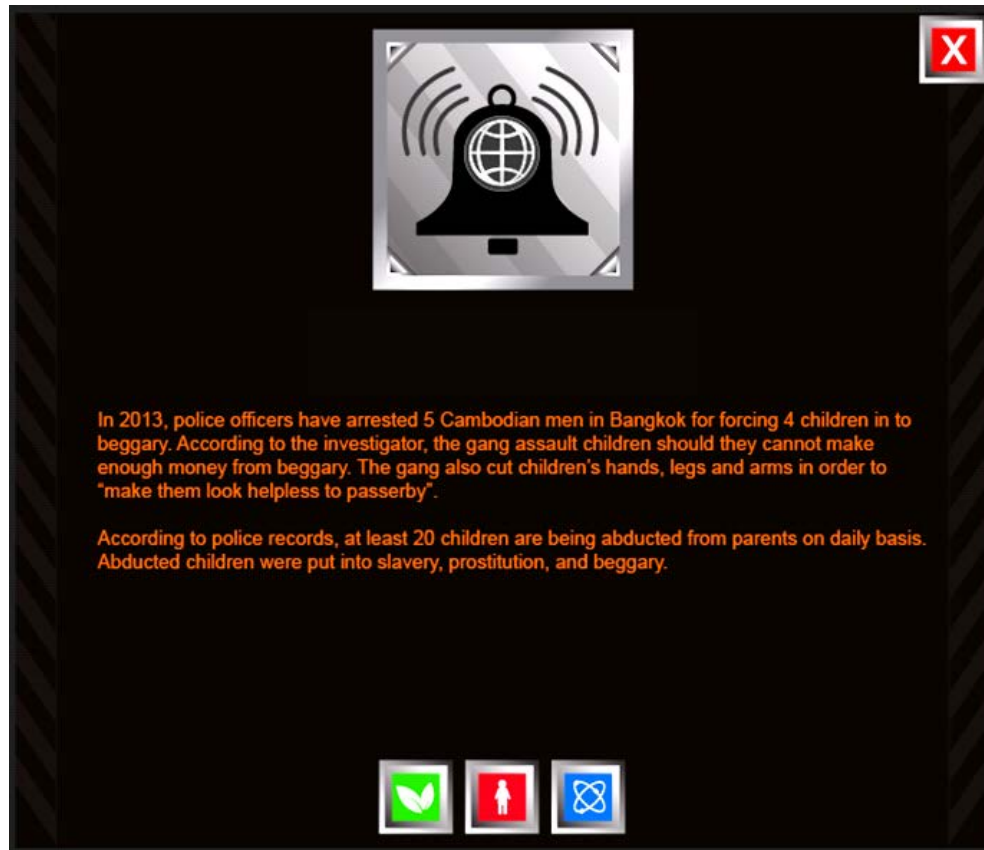 X
In 2013, police officers have arrested 5 Cambodian men in Bangkok for forcing 4 children in to
beggary. According to the investigator, the gang assault children should they cannot make
enough money from beggary. The gang also cut children's hands, legs and arms in order to
“make them look helpless to passerby”.
According to police records, at least 20 children are being abducted from parents on daily basis.
Abducted children were put into slavery, prostitution, and beggary.